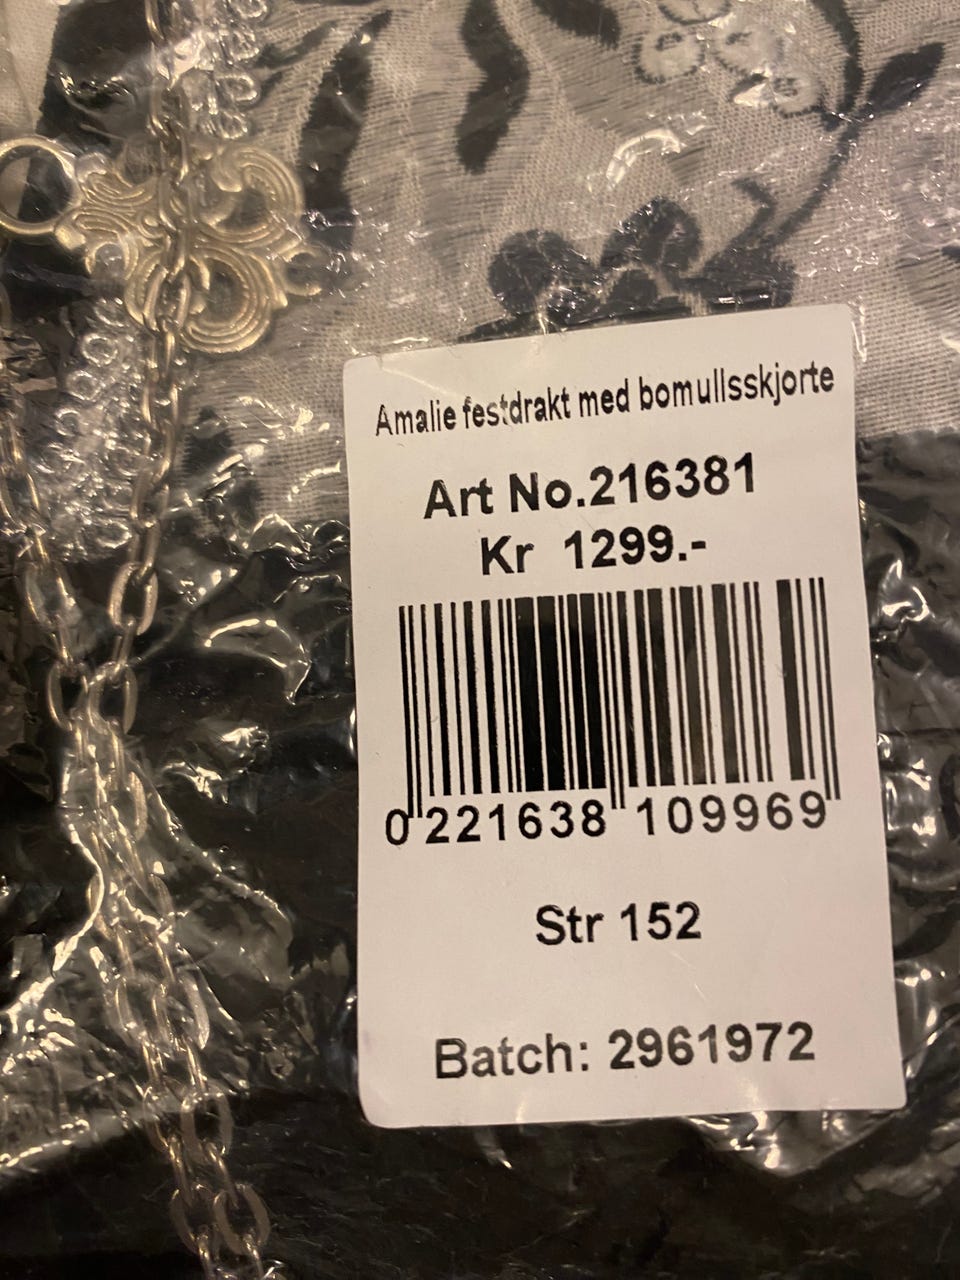 Amalie festdrakt med bomullsskjorte
Art No.216381
Kr 1299.-
0 221638 109969
Str 152
Batch: 2961972